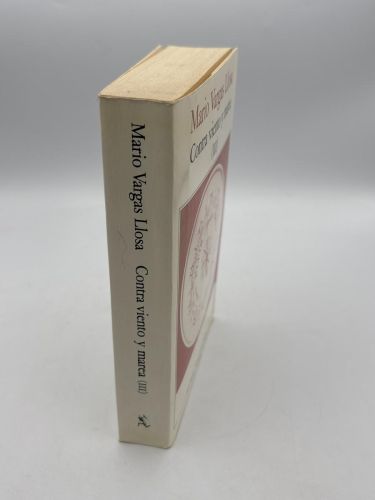 Mario Vargas Llosa Contra viento y marea (III)
Mario Vargas Llosa
Contra viento y marea
(III)